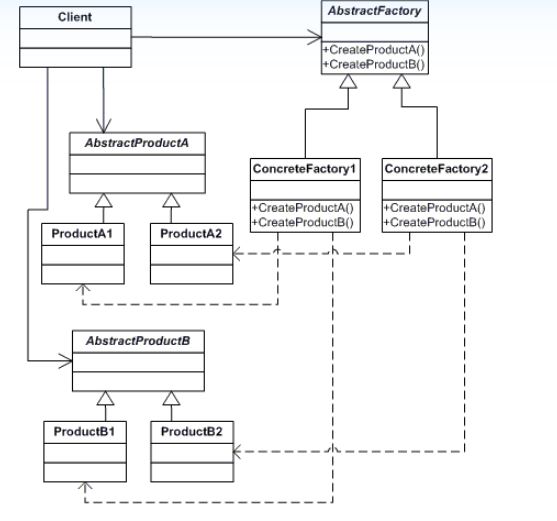 Client
AbstractFactory
+CreateProductA()
+CreateProductB()
AbstractProductA
ConcreteFactory1
+CreateProductA()
+CreateProductB()
ConcreteFactory2
+CreateProductA()
+CreateProductB()
ProductA1
ProductA2
AbstractProductB
ProductB1
ProductB2